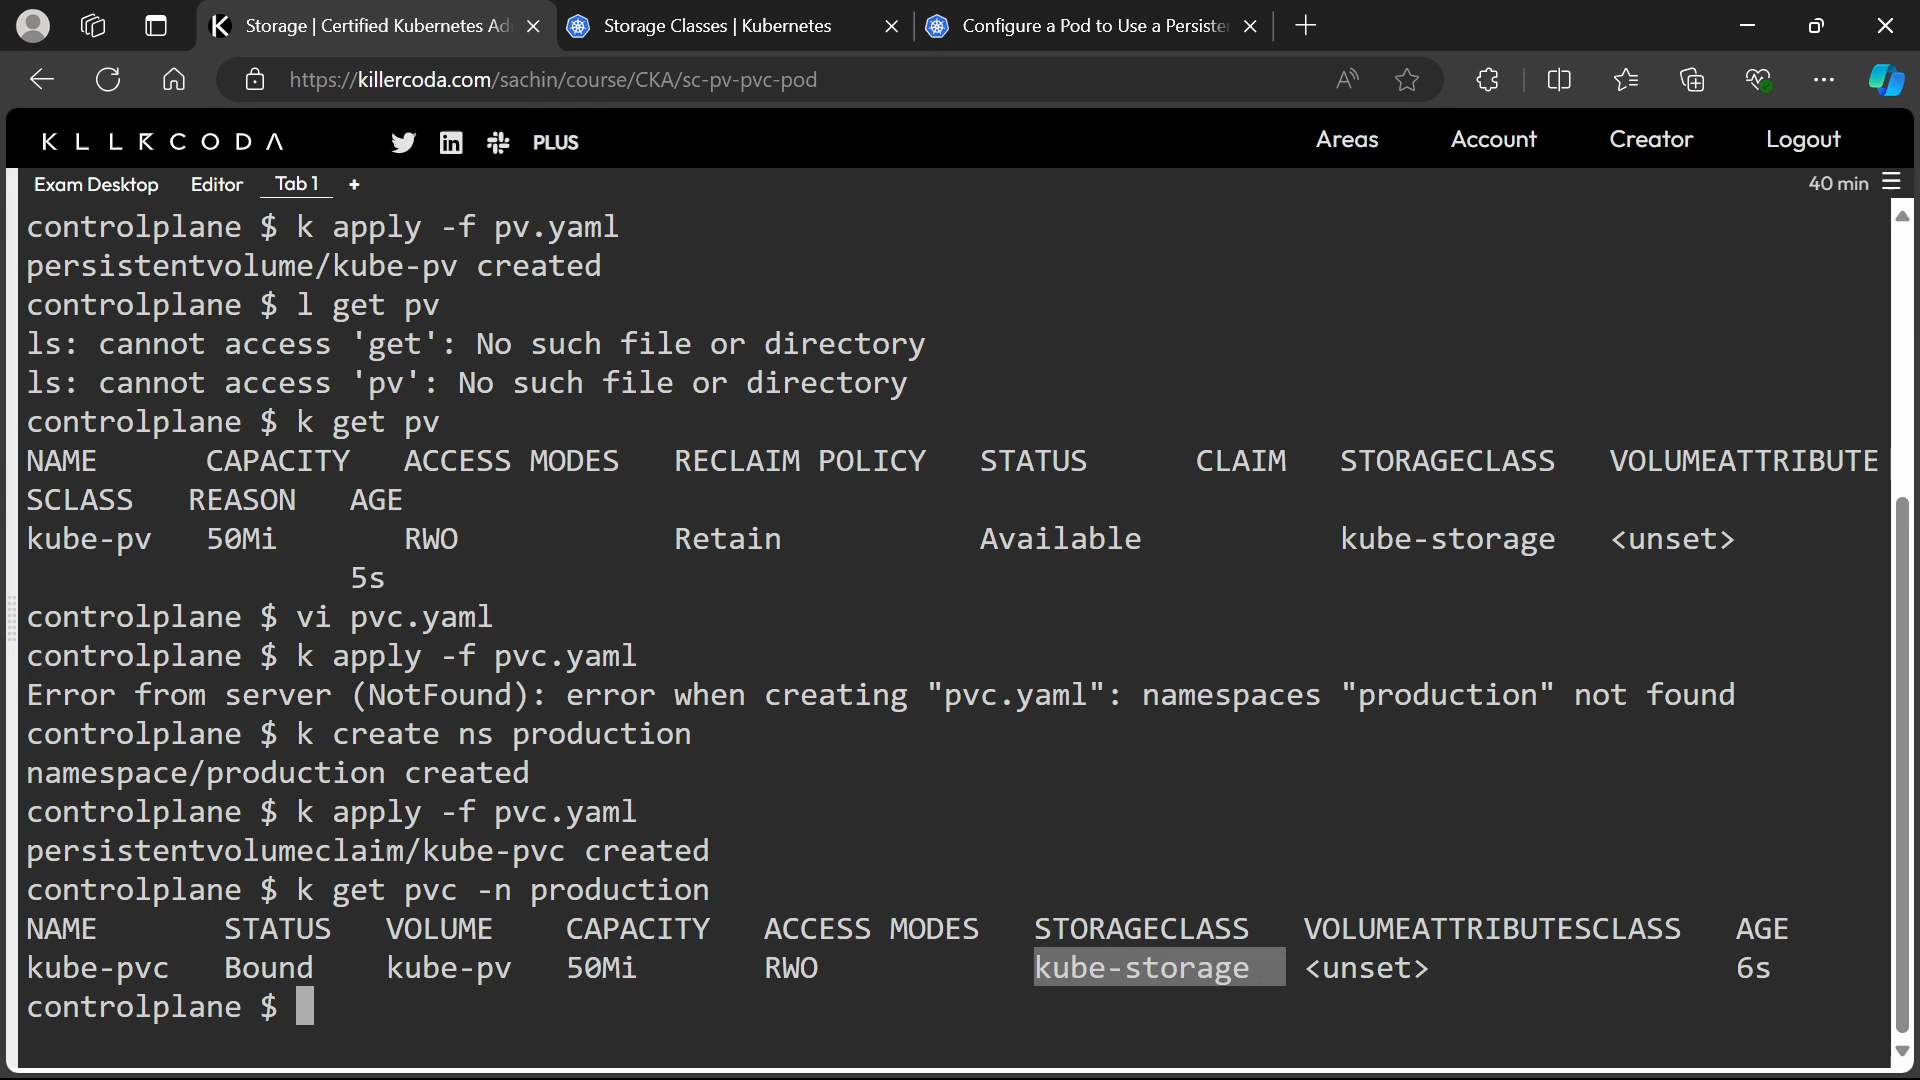 Storage | Certified Kubernetes Ad
Storage Classes | Kubernetes
Configure a Pod to Use a Persiste
https://killercoda.com/sachin/course/CKA/sc-pv-pvc-pod
KILLERCODA
PLUS
Areas
Account
Creator
Logout
Exam Desktop
Editor
Tab 1
+
40 min
controlplane $ k apply -f pv.yaml
persistentvolume/kube-pv created
controlplane $ l get pv
ls: cannot access 'get': No such file or directory
ls: cannot access 'pv': No such file or directory
controlplane $ k get pv
NAME      CAPACITY   ACCESS MODES   RECLAIM POLICY   STATUS      CLAIM   STORAGECLASS   VOLUMEATTRIBUTE
SCLASS   REASON   AGE
kube-pv   50Mi       RWO            Retain           Available           kube-storage   <unset>
                  5s
controlplane $ vi pvc.yaml
controlplane $ k apply -f pvc.yaml
Error from server (NotFound): error when creating "pvc.yaml": namespaces "production" not found
controlplane $ k create ns production
namespace/production created
controlplane $ k apply -f pvc.yaml
persistentvolumeclaim/kube-pvc created
controlplane $ k get pvc -n production
NAME       STATUS   VOLUME    CAPACITY   ACCESS MODES   STORAGECLASS   VOLUMEATTRIBUTESCLASS   AGE
kube-pvc   Bound    kube-pv   50Mi       RWO            kube-storage   <unset>                 6s
controlplane $